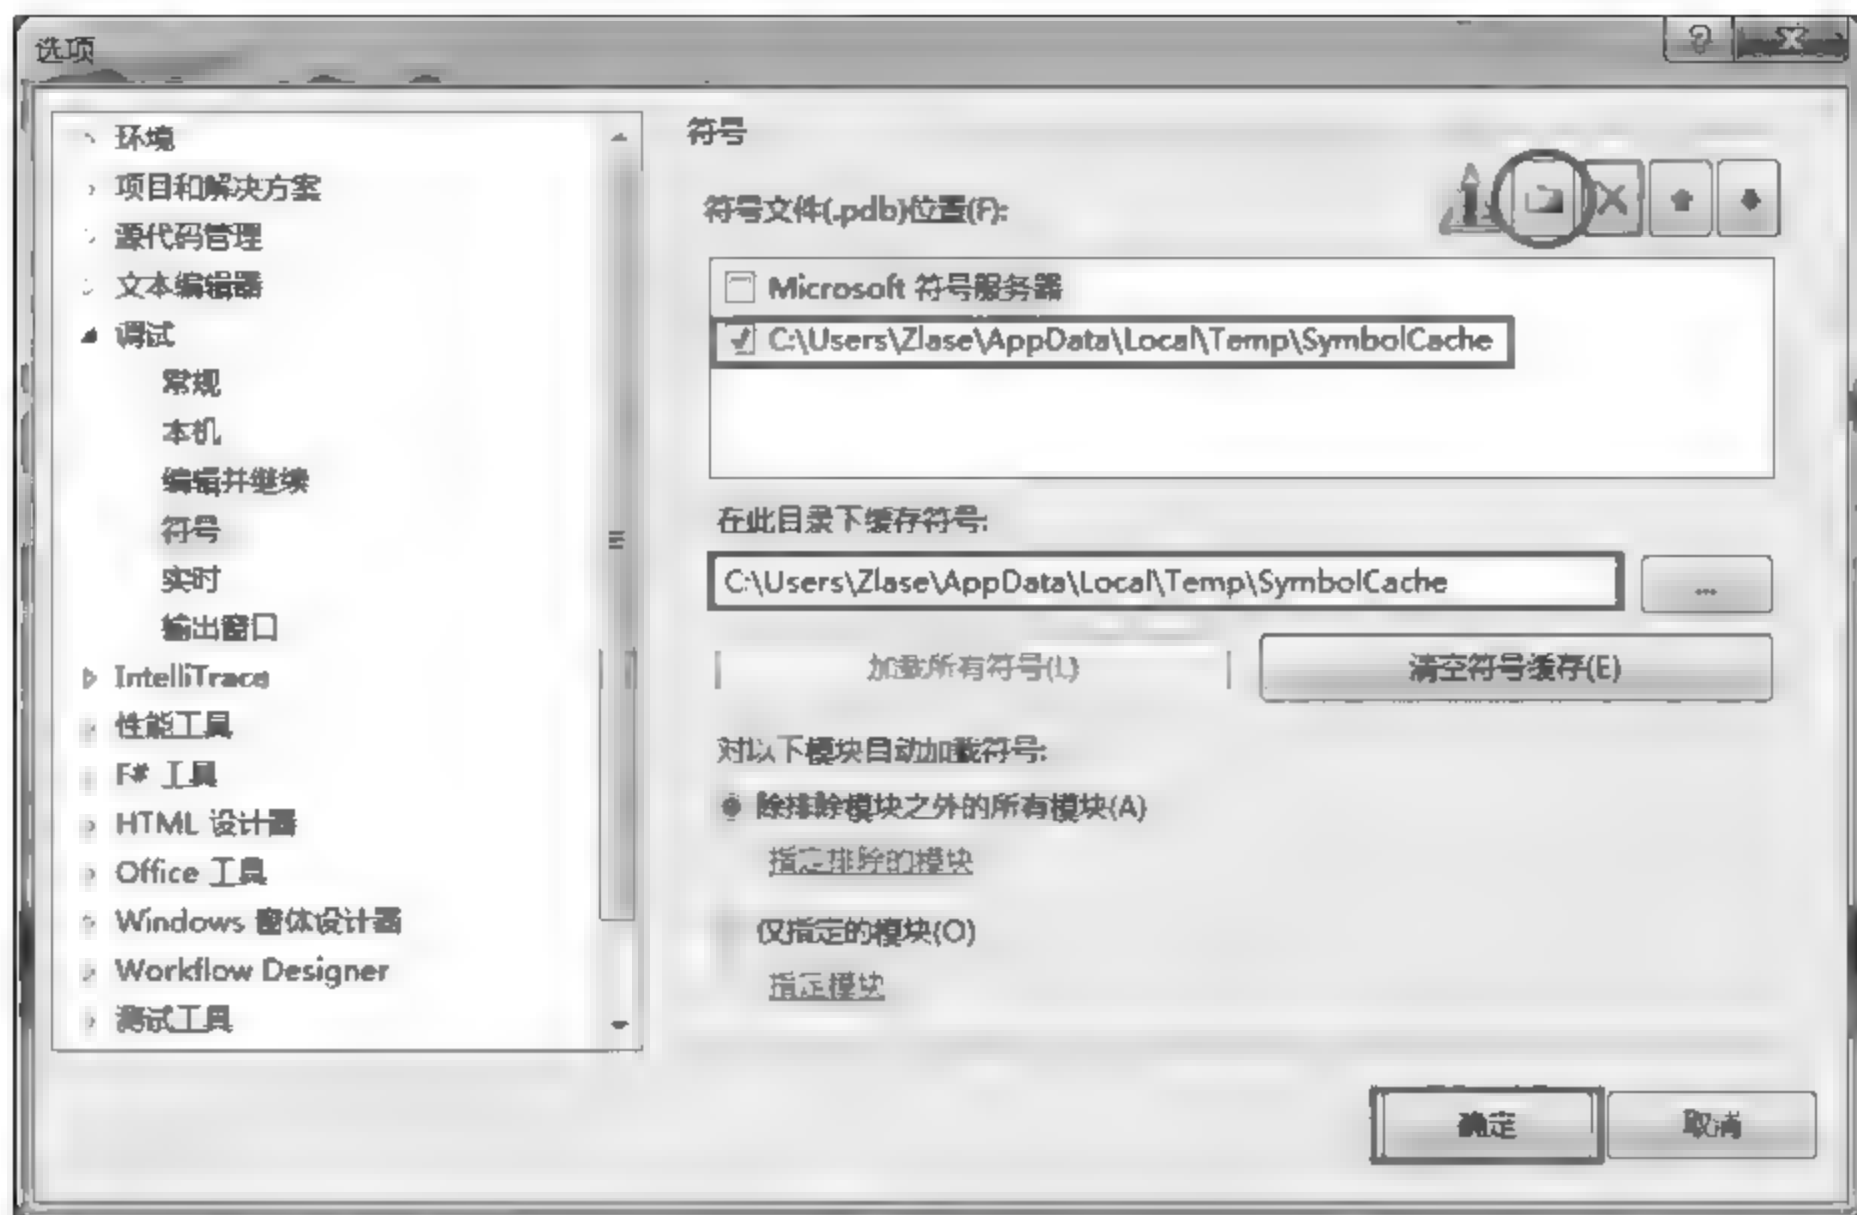 选项
环境
项目和解决方案
源代码管理
文本编辑器
调试
常规
本机
编辑并继续
符号
实时
输出窗口
IntelliTrace
性能工具
F# 工具
HTML 设计器
Office 工具
Windows 窗体设计器
Workflow Designer
测试工具
符号
符号文件(.pdb)位置(F):
Microsoft 符号服务器
C:\Users\Zlase\AppData\Local\Temp\SymbolCache
在此目录下缓存符号:
C:\Users\Zlase\AppData\Local\Temp\SymbolCache
...
加载所有符号(L)
清空符号缓存(E)
对以下模块自动加载符号:
除排除模块之外的所有模块(A)
指定排除的模块
仅指定的模块(O)
指定模块
确定
取消